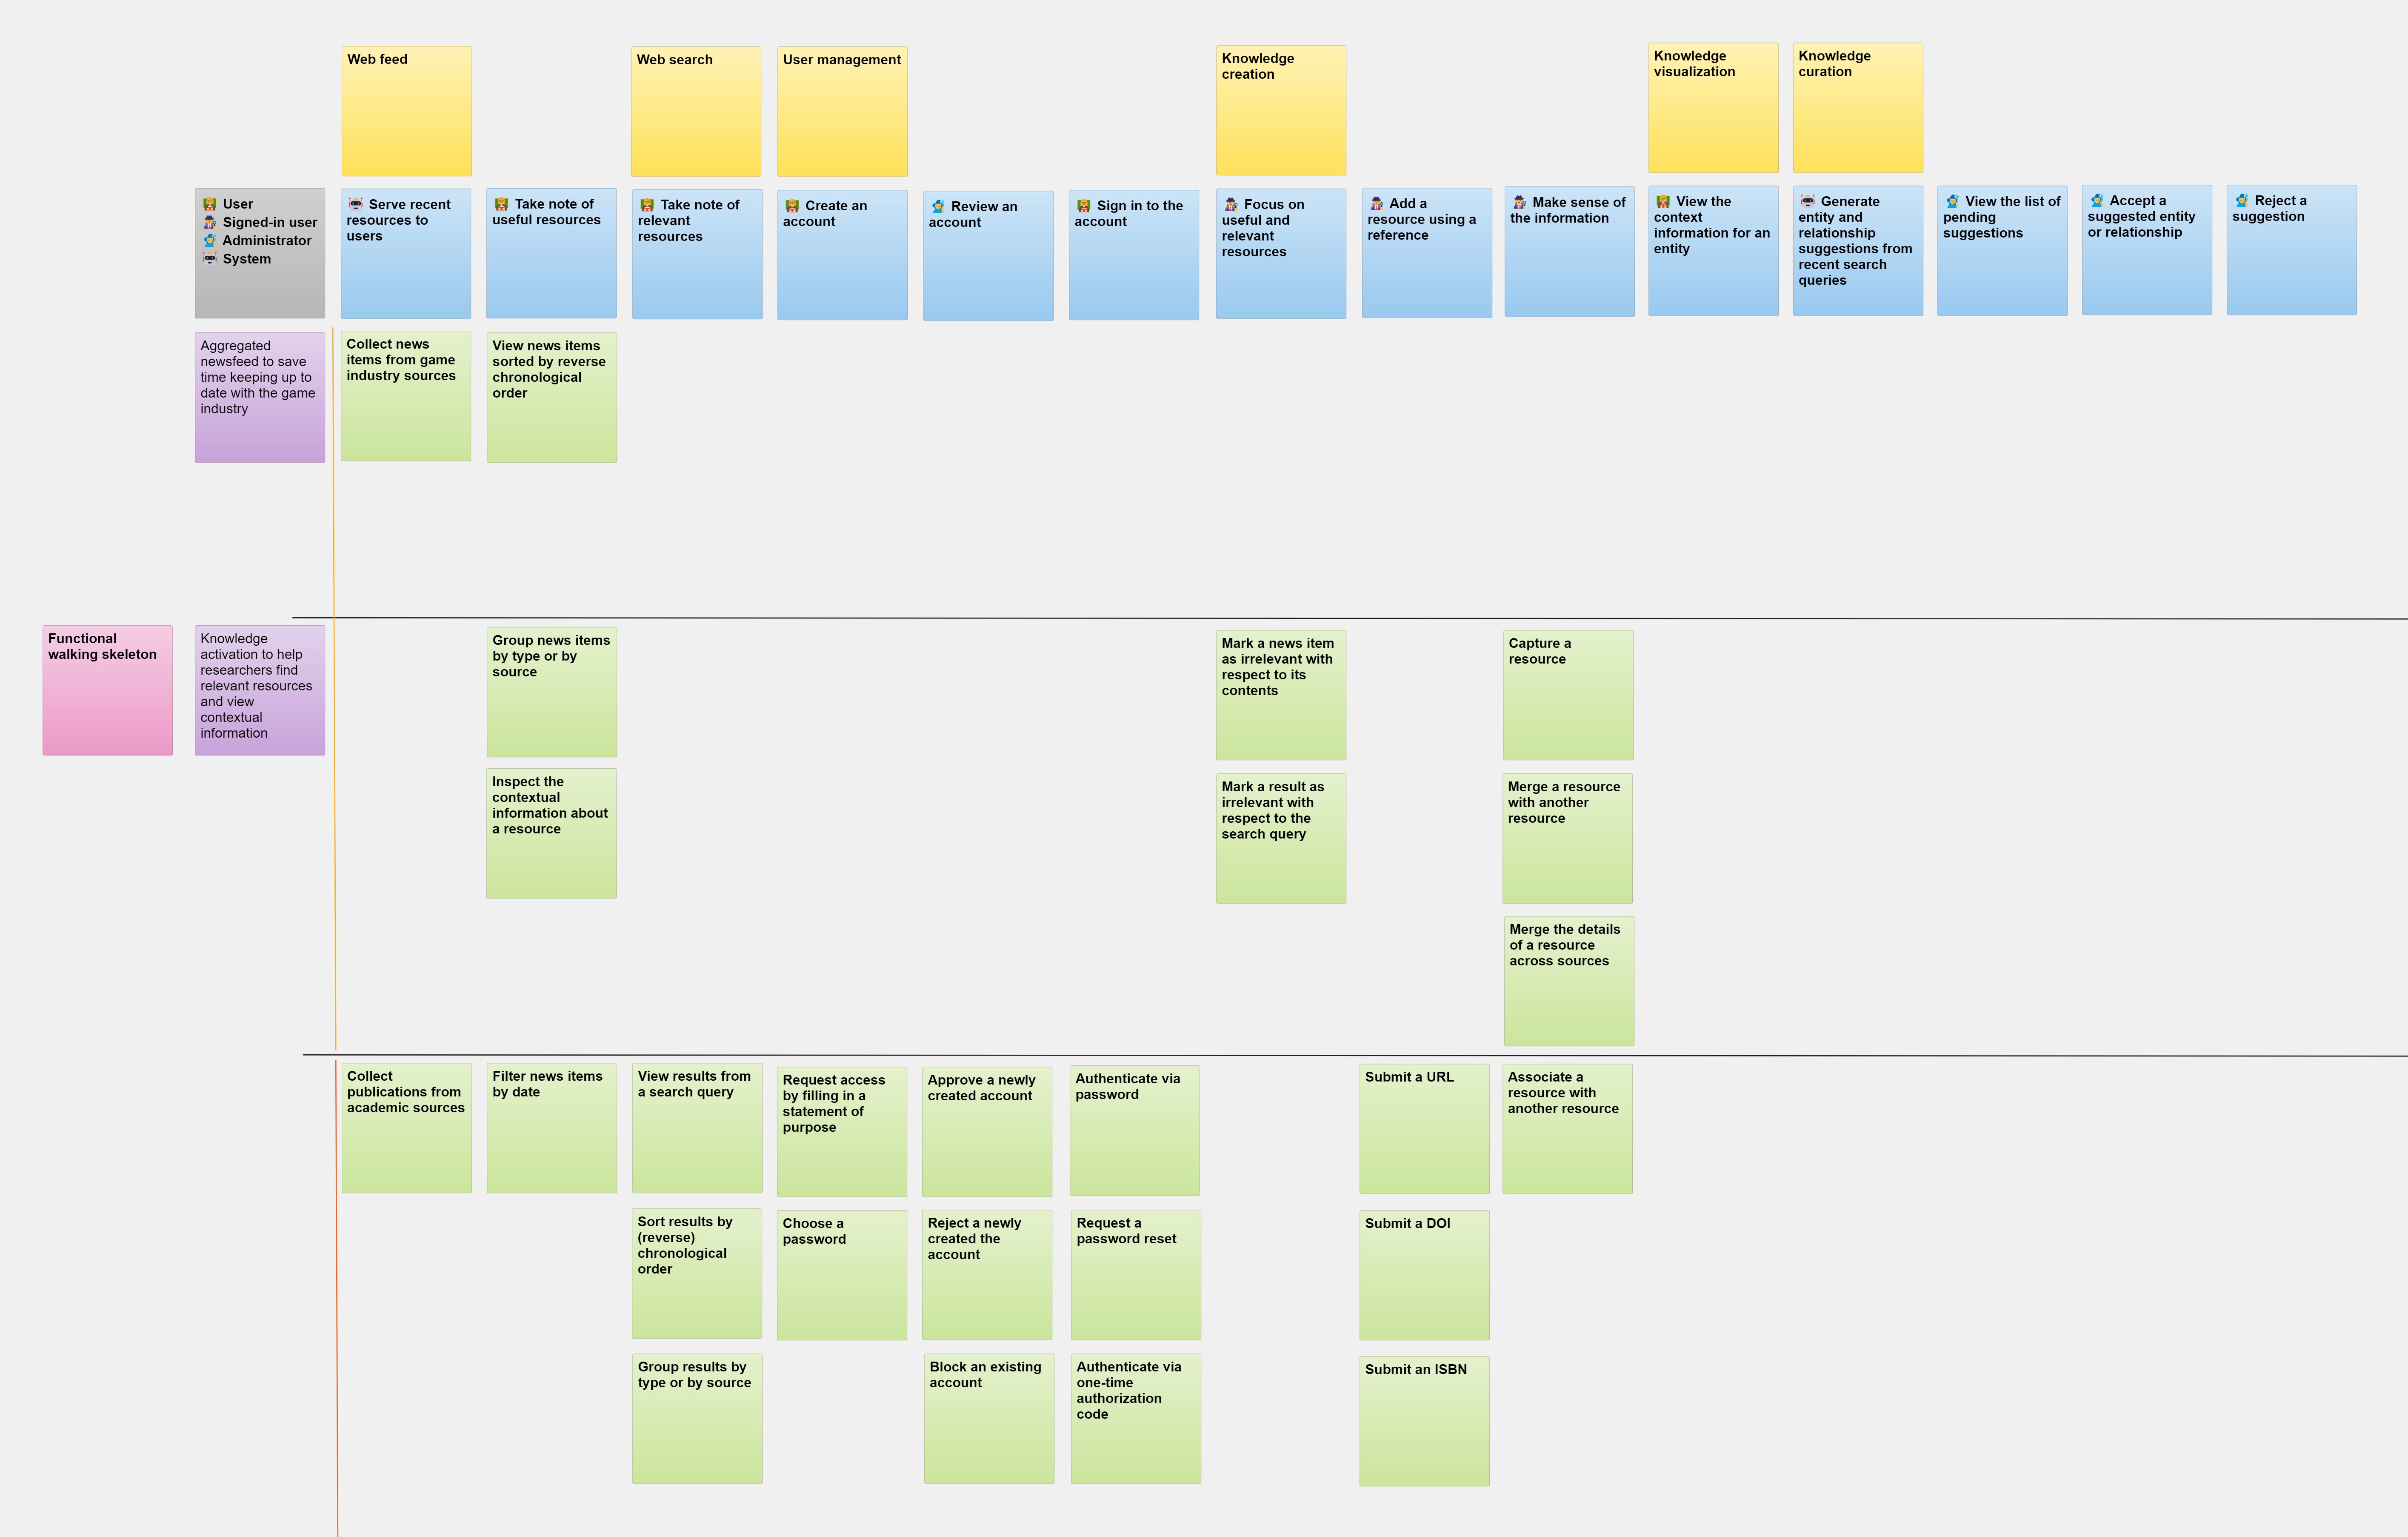 Web feed
Web search
User management
Knowledge
creation
Knowledge
visualization
Knowledge
curation
User
Signed-in user
Administrator
System
Serve recent
resources to
users
Take note of
useful resources
Take note of
relevant
resources
Create an
account
Review an
account
Sign in to the
account
Focus on
useful and
relevant
resources
Add a
resource using a
reference
Make sense of
the information
View the
context
information for an
entity
Generate
entity and
relationship
suggestions from
recent search
queries
View the list of
pending
suggestions
Accept a
suggested entity
or relationship
Reject a
suggestion
Aggregated
newsfeed to save
time keeping up to
date with the game
industry
Collect news
items from game
industry sources
View news items
sorted by reverse
chronological
order
Functional
walking skeleton
Knowledge
activation to help
researchers find
relevant resources
and view
contextual
information
Group news items
by type or by
source
Mark a news item
as irrelevant with
respect to its
contents
Capture a
resource
Inspect the
contextual
information about
a resource
Mark a result as
irrelevant with
respect to the
search query
Merge a resource
with another
resource
Merge the details
of a resource
across sources
Collect
publications from
academic sources
Filter news items
by date
View results from
a search query
Request access
by filling in a
statement of
purpose
Approve a newly
created account
Authenticate via
password
Submit a URL
Associate a
resource with
another resource
Sort results by
(reverse)
chronological
order
Choose a
password
Reject a newly
created the
account
Request a
password reset
Submit a DOI
Group results by
type or by source
Block an existing
account
Authenticate via
one-time
authorization
code
Submit an ISBN